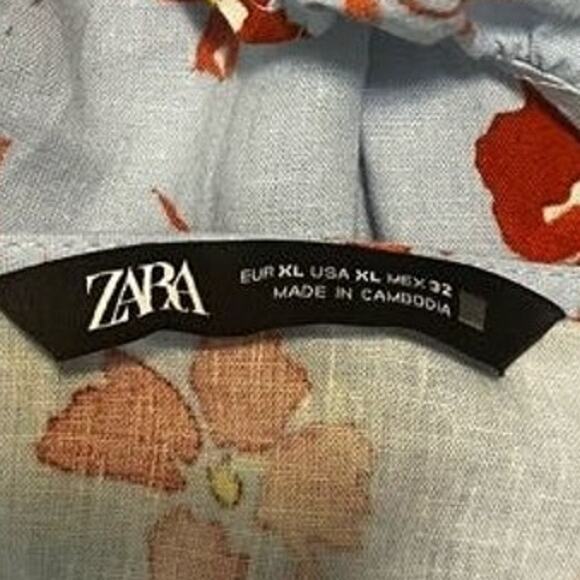 ZARA
EUR XL USA XL MEX 32
MADE IN CAMBODIA